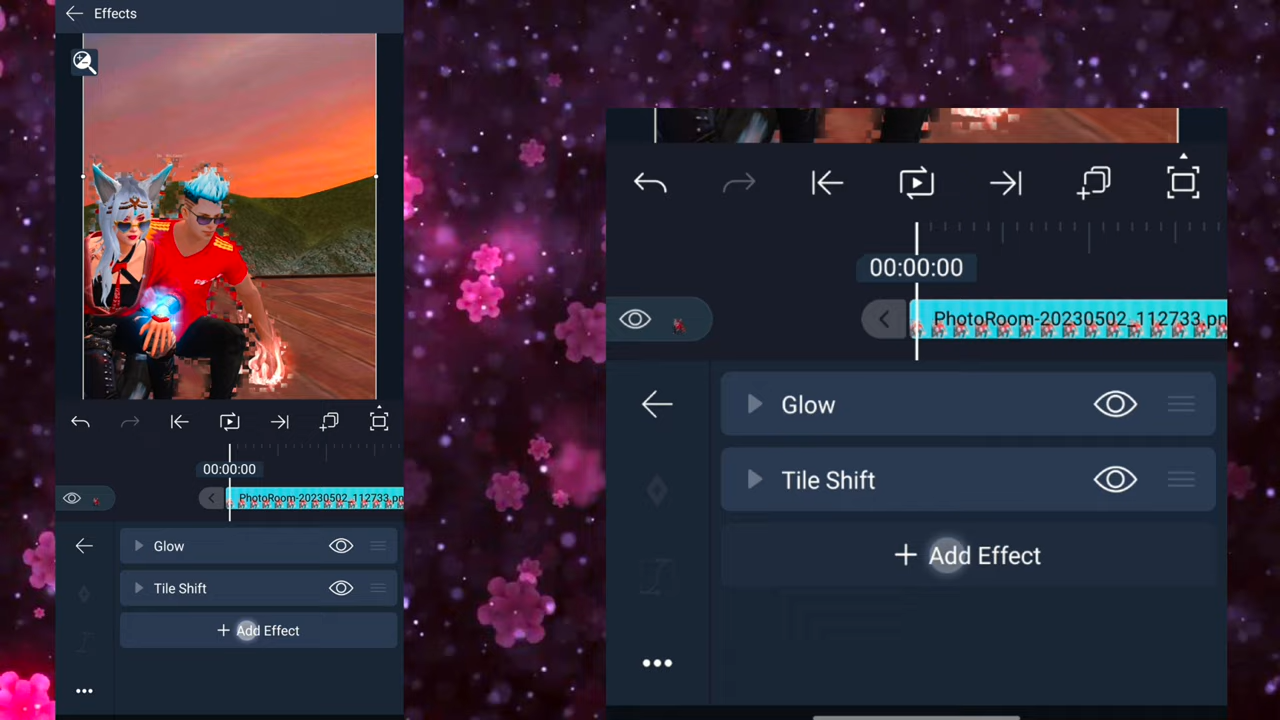 Effects
00:00:00
PhotoRoom-20230502_112733.pn
Glow
Tile Shift
+ Add Effect
00:00:00
PhotoRoom-20230502_112733.pn
Glow
Tile Shift
+ Add Effect